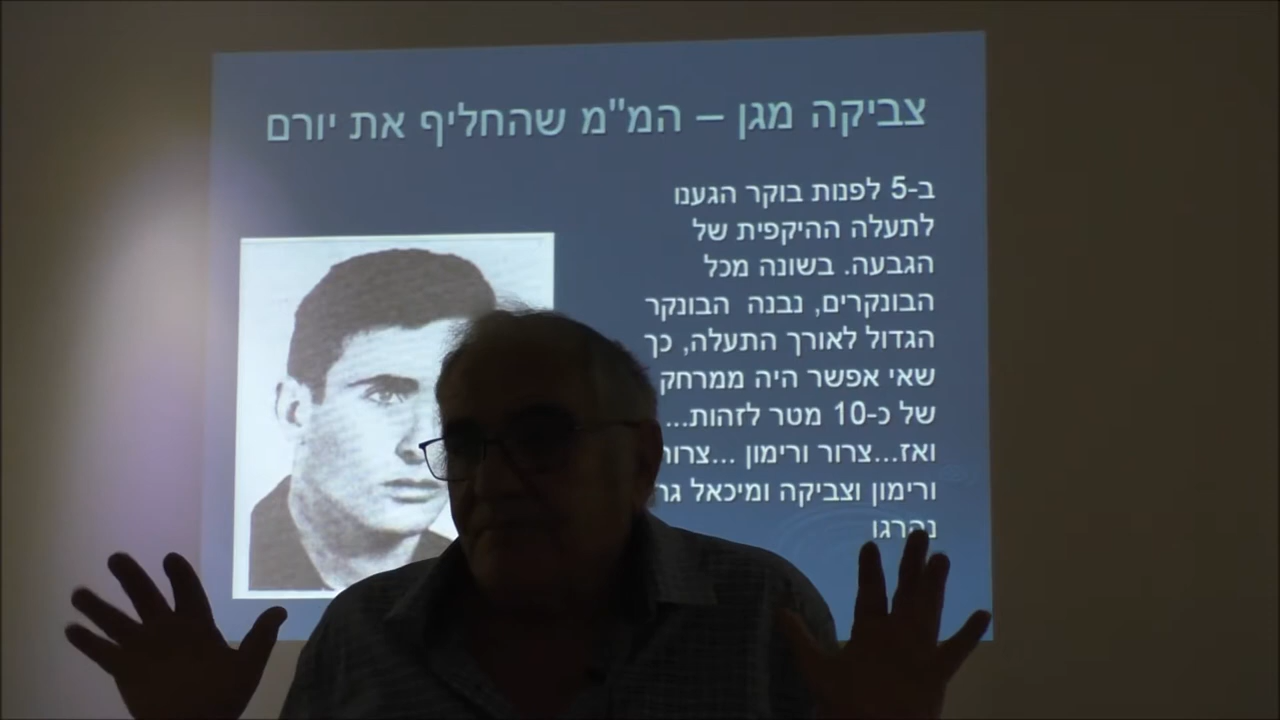 צביקה מגן – המ"מ שהחליף את יורם
ב-5 לפנות בוקר הגענו
לתעלה ההיקפית של
הגבעה. בשונה מכל
הבונקרים, נבנה הבונקר
הגדול לאורך התעלה, כך
שאי אפשר היה ממרחק
של כ-10 מטר לזהות...
ואז...צרור ורימון ...צרור
ורימון וצביקה ומיכאל
נהרגו